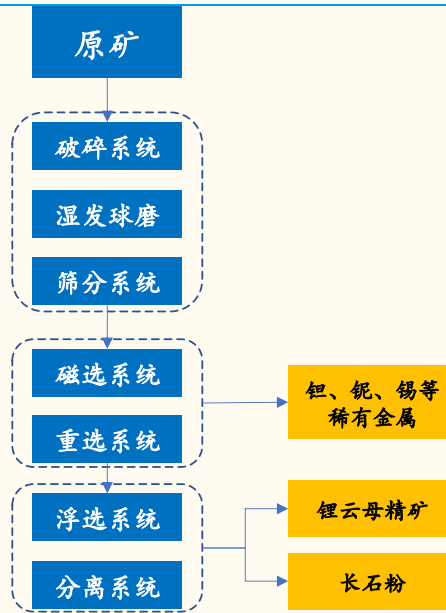 原矿
破碎系统
湿发球磨
筛分系统
磁选系统
重选系统
钽、铌、锡等
稀有金属
浮选系统
分离系统
锂云母精矿
长石粉